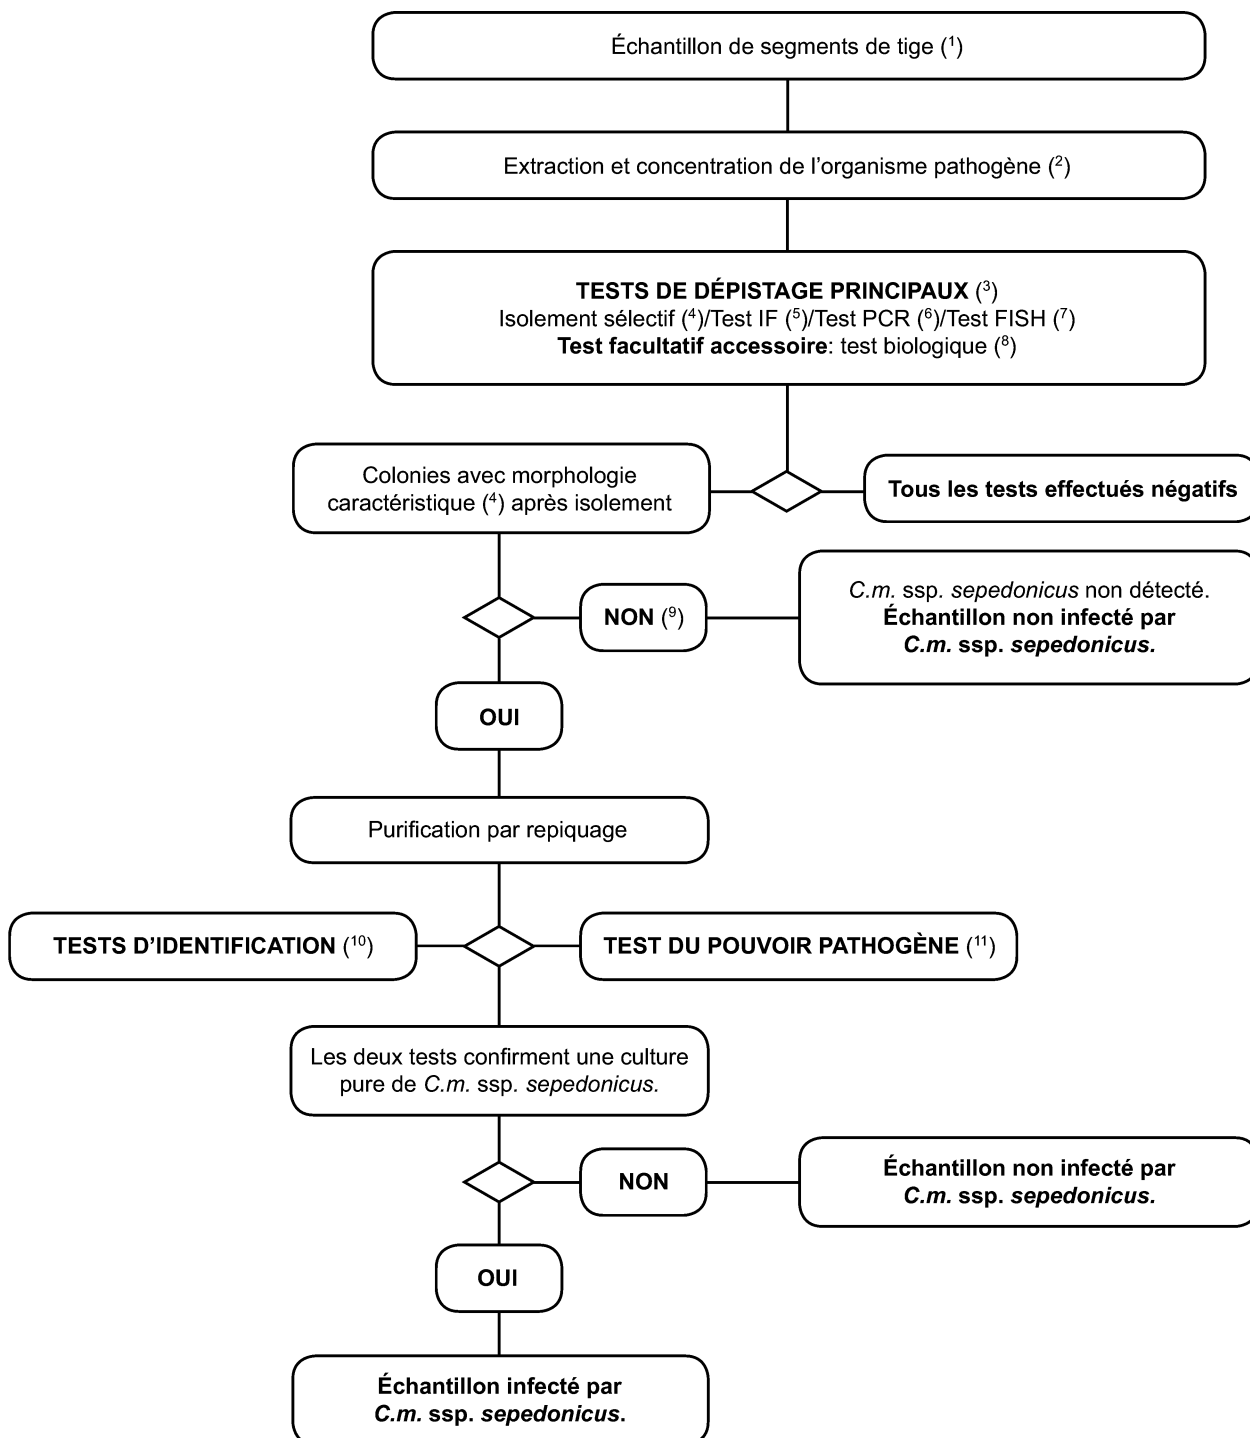 Échantillon de segments de tige (¹)
Extraction et concentration de l’organisme pathogène (²)
TESTS DE DÉPISTAGE PRINCIPAUX (³)
Isolement sélectif (⁴)/Test IF (⁵)/Test PCR (⁶)/Test FISH (⁷)
Test facultatif accessoire: test biologique (⁸)
Colonies avec morphologie
caractéristique (⁴) après isolement
Tous les tests effectués négatifs
NON (⁹)
C.m. ssp. sepedonicus non détecté.
Échantillon non infecté par
C.m. ssp. sepedonicus.
OUI
Purification par repiquage
TESTS D’IDENTIFICATION (¹⁰)
TEST DU POUVOIR PATHOGÈNE (¹¹)
Les deux tests confirment une culture
pure de C.m. ssp. sepedonicus.
NON
Échantillon non infecté par
C.m. ssp. sepedonicus.
OUI
Échantillon infecté par
C.m. ssp. sepedonicus.